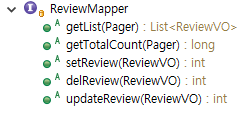 ReviewMapper
getList(Pager) : List<ReviewVO>
getTotalCount(Pager) : long
setReview(ReviewVO) : int
delReview(ReviewVO) : int
updateReview(ReviewVO) : int